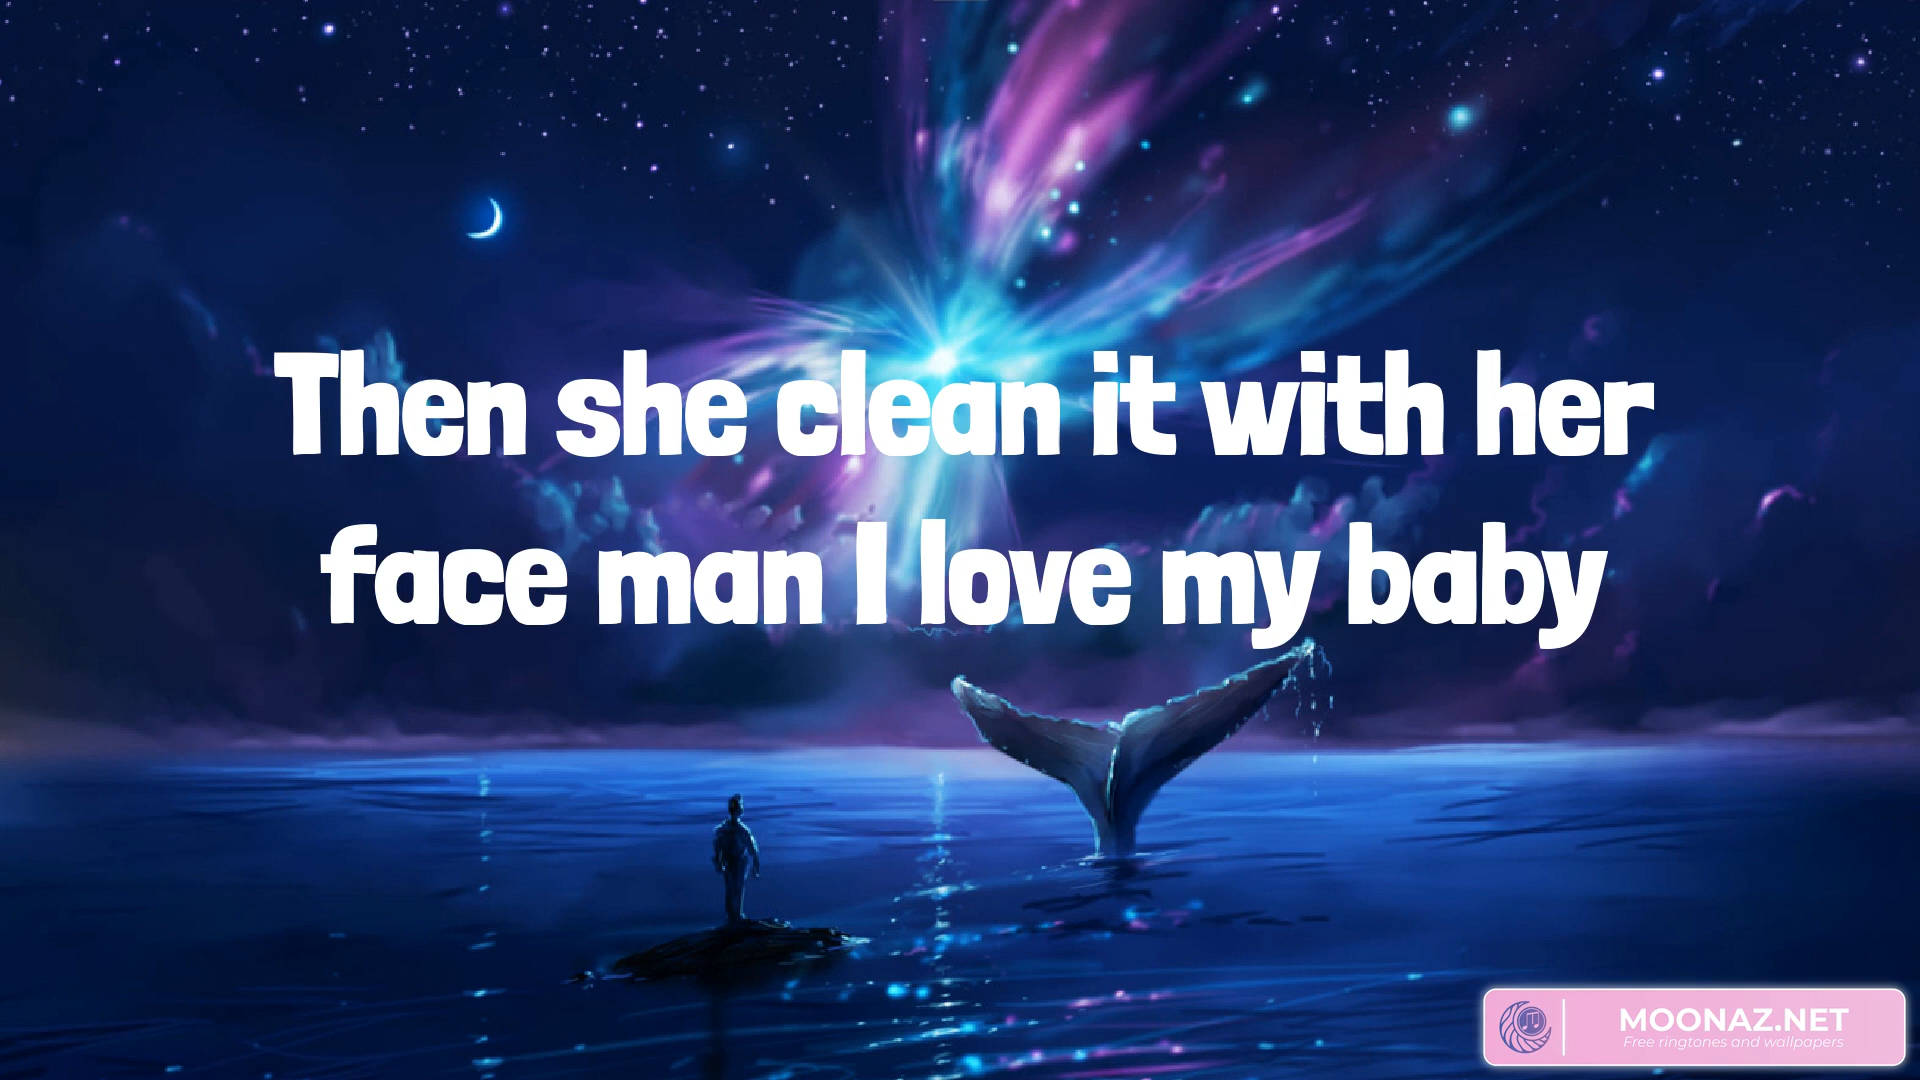 Then she clean it with her
face man I love my baby
MOONAZ.NET
Free ringtones and wallpapers